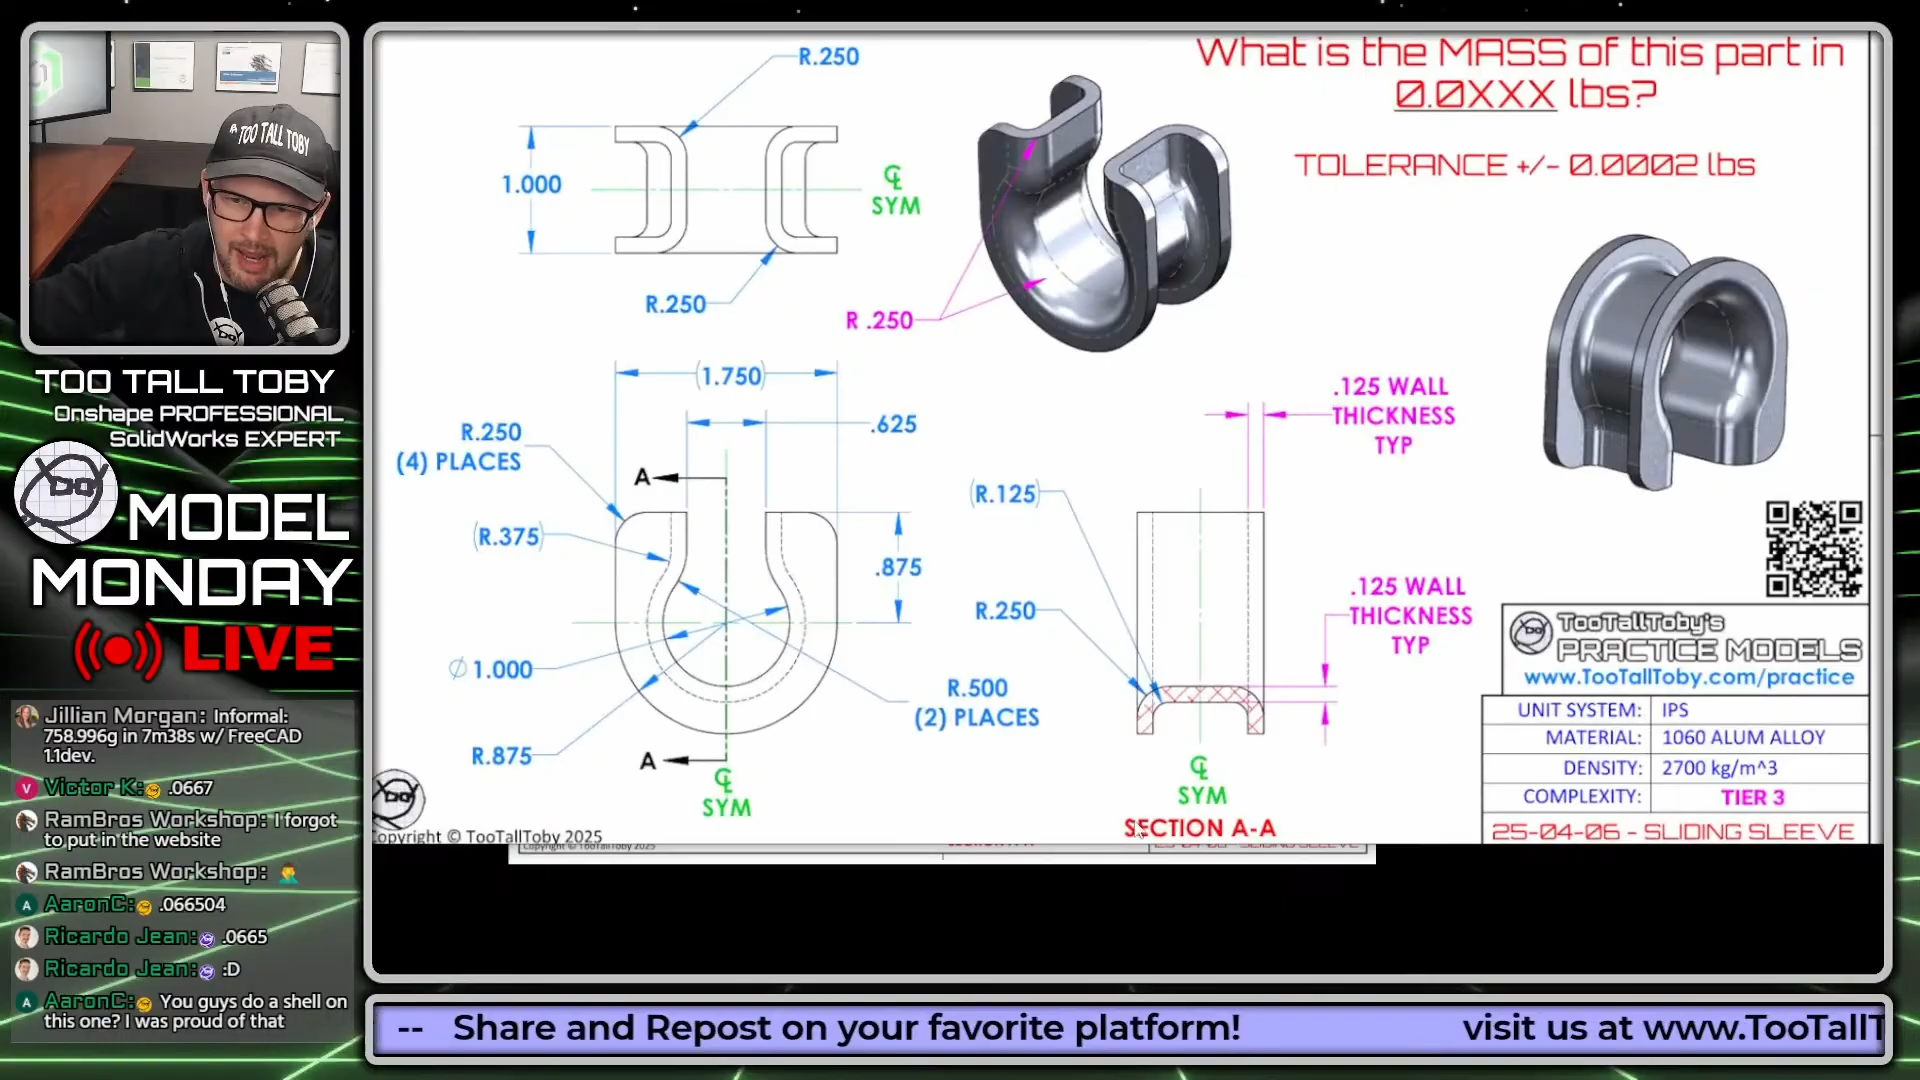 TOO TALL TOBY
TOO TALL TOBY
Onshape PROFESSIONAL
SolidWorks EXPERT
MODEL
MONDAY
LIVE
Jillian Morgan: Informal:
758.996g in 7m38s w/ FreeCAD
1.1dev.
V Victor K: .0667
RamBros Workshop: I forgot
to put in the website
RamBros Workshop: 🤦‍♂️
A AaronC: .066504
Ricardo Jean: .0665
Ricardo Jean: :D
A AaronC: You guys do a shell on
this one? I was proud of that
What is the MASS of this part in
0.0XXX lbs?
TOLERANCE +/- 0.0002 lbs
R.250
1.000
℄
SYM
R.250
R .250
(1.750)
.625
R.250
(4) PLACES
A
(R.375)
.875
∅ 1.000
R.500
(2) PLACES
R.875
A
℄
SYM
.125 WALL
THICKNESS
TYP
(R.125)
R.250
.125 WALL
THICKNESS
TYP
℄
SYM
SECTION A-A
TooTallToby's
PRACTICE MODELS
www.TooTallToby.com/practice
UNIT SYSTEM: IPS
MATERIAL: 1060 ALUM ALLOY
DENSITY: 2700 kg/m^3
COMPLEXITY: TIER 3
25-04-06 - SLIDING SLEEVE
Copyright © TooTallToby 2025
Copyright © TooTallToby 2025
-- Share and Repost on your favorite platform! visit us at www.TooTallT